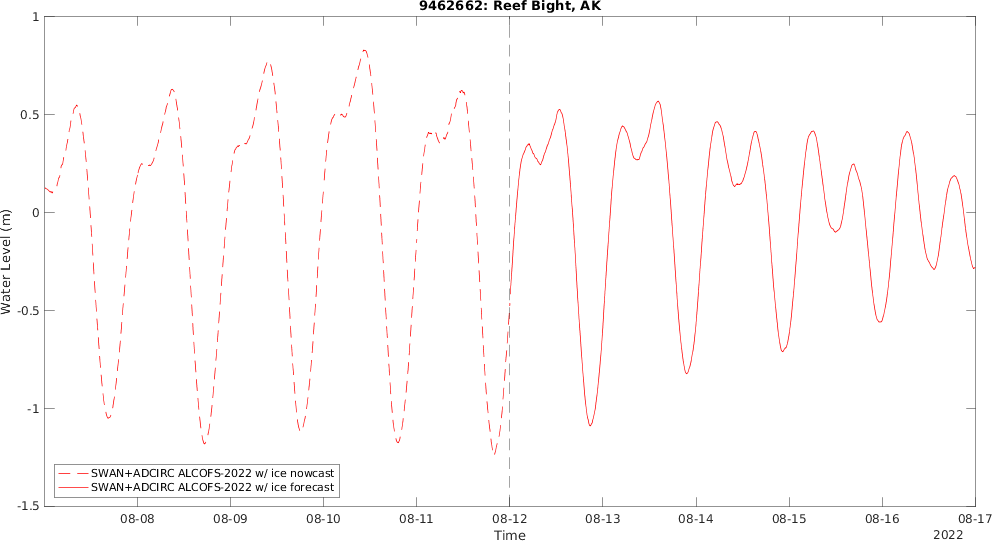 9462662: Reef Bight, AK
1
0.5
0
-0.5
-1
-1.5
Water Level (m)
SWAN+ADCIRC ALCOFS-2022 w/ ice nowcast
SWAN+ADCIRC ALCOFS-2022 w/ ice forecast
08-08 08-09 08-10 08-11 08-12 08-13 08-14 08-15 08-16 08-17
Time
2022